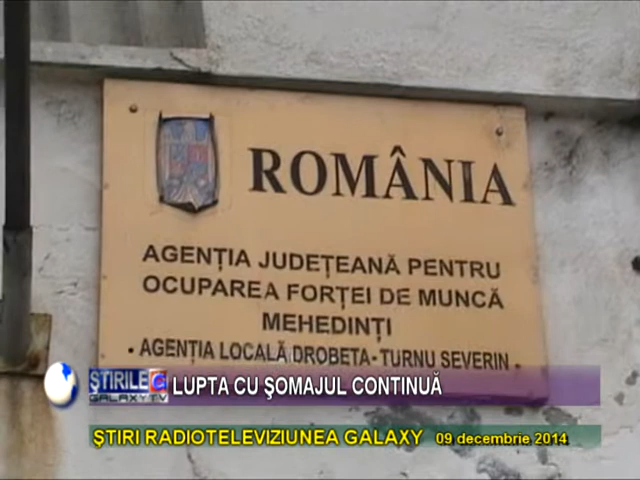 ROMÂNIA
AGENȚIA JUDEȚEANĂ PENTRU
OCUPAREA FORȚEI DE MUNCĂ
MEHEDINȚI
• AGENȚIA LOCALĂ DROBETA - TURNU SEVERIN •
ŞTIRILE G LUPTA CU ŞOMAJUL CONTINUĂ
GALAXY TV
ŞTIRI RADIOTELEVIZIUNEA GALAXY 09 decembrie 2014